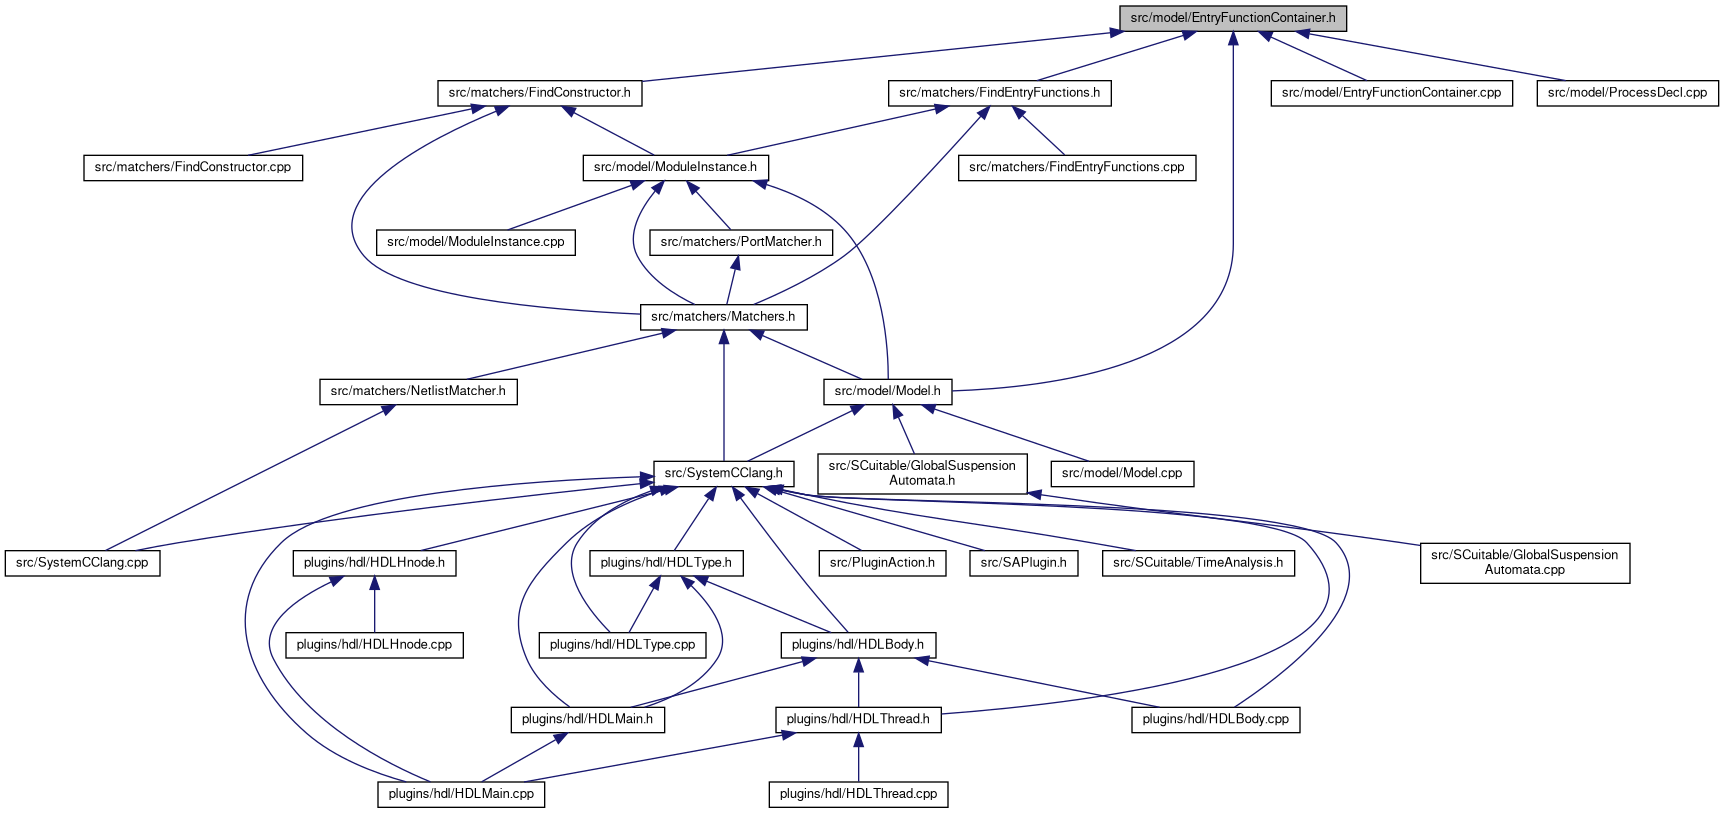 src/model/EntryFunctionContainer.h
src/matchers/FindConstructor.h
src/matchers/FindEntryFunctions.h
src/model/EntryFunctionContainer.cpp
src/model/ProcessDecl.cpp
src/matchers/FindConstructor.cpp
src/model/ModuleInstance.h
src/matchers/FindEntryFunctions.cpp
src/model/ModuleInstance.cpp
src/matchers/PortMatcher.h
src/matchers/Matchers.h
src/matchers/NetlistMatcher.h
src/model/Model.h
src/SystemCClang.h
src/SCuitable/GlobalSuspension
Automata.h
src/model/Model.cpp
src/SystemCClang.cpp
plugins/hdl/HDLHnode.h
plugins/hdl/HDLType.h
src/PluginAction.h
src/SAPlugin.h
src/SCuitable/TimeAnalysis.h
src/SCuitable/GlobalSuspension
Automata.cpp
plugins/hdl/HDLHnode.cpp
plugins/hdl/HDLType.cpp
plugins/hdl/HDLBody.h
plugins/hdl/HDLMain.h
plugins/hdl/HDLThread.h
plugins/hdl/HDLBody.cpp
plugins/hdl/HDLMain.cpp
plugins/hdl/HDLThread.cpp